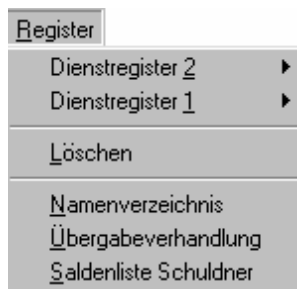 Register
Dienstregister 2
Dienstregister 1
Löschen
Namenverzeichnis
Übergabeverhandlung
Saldenliste Schuldner